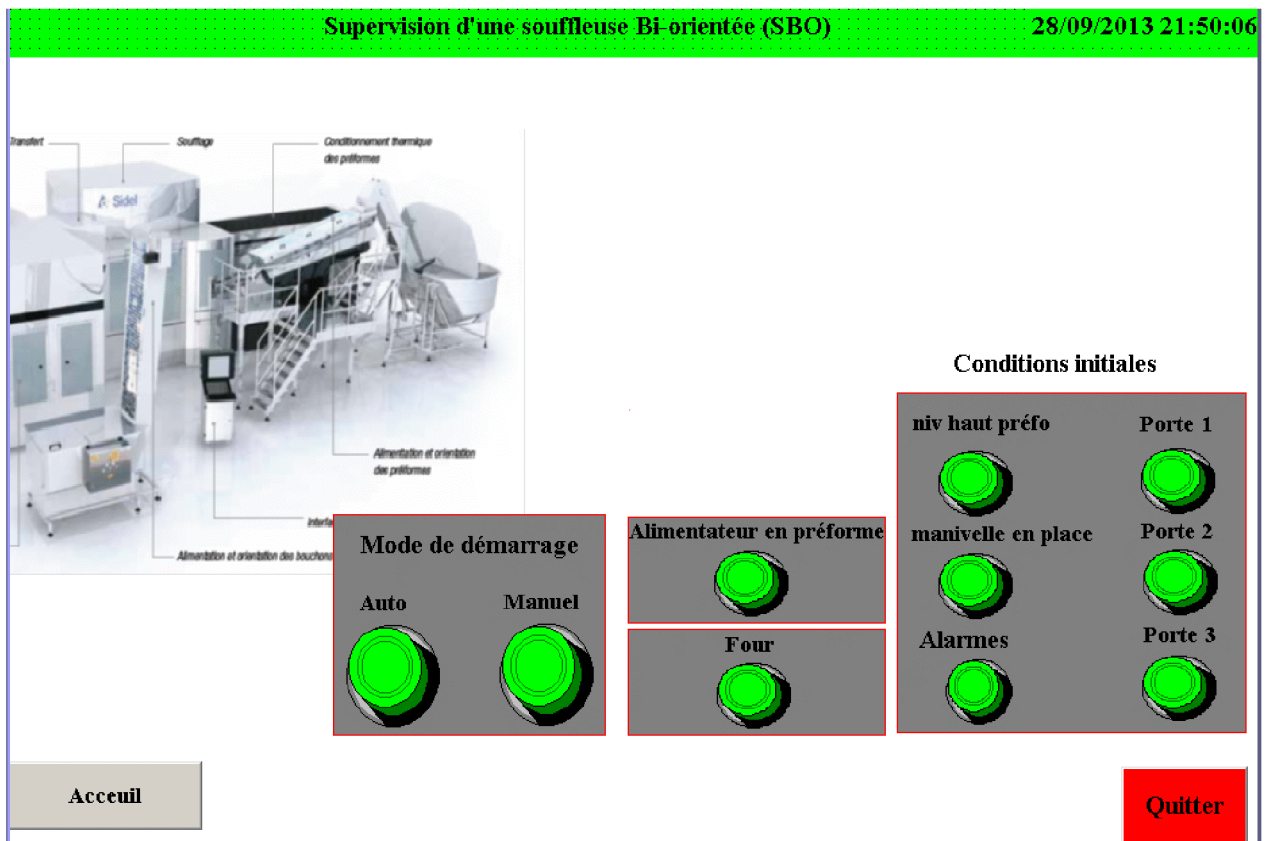 Supervision d'une souffleuse Bi-orientée (SBO)
28/09/2013 21:50:06
Transfert
Soufflage
Conditionnement thermique
des préformes
Sidel
Alimentation et orientation
des préformes
Alimentation et orientation des bouchons
Mode de démarrage
Auto
Manuel
Alimentateur en préforme
Four
Conditions initiales
niv haut préfo
Porte 1
manivelle en place
Porte 2
Alarmes
Porte 3
Acceuil
Quitter